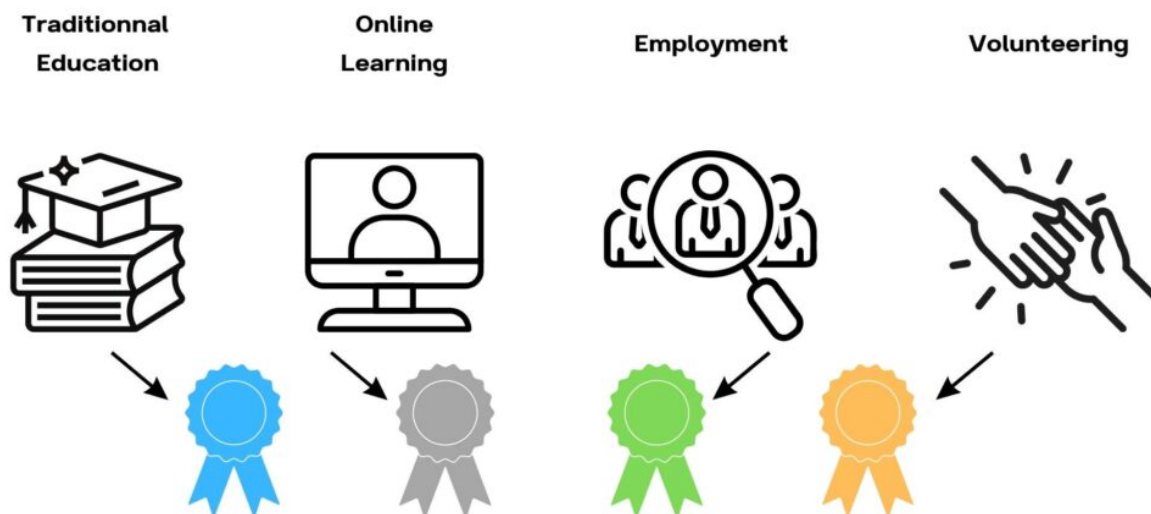 Traditionnal
Education
Online
Learning
Employment
Volunteering